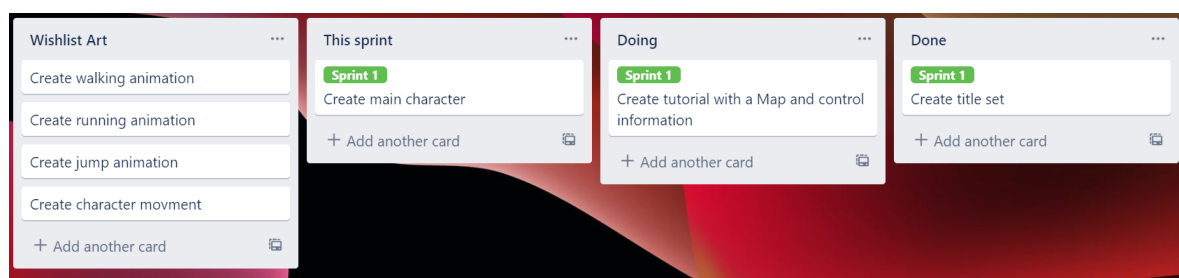 Wishlist Art
Create walking animation
Create running animation
Create jump animation
Create character movment
+ Add another card
This sprint
Sprint 1
Create main character
+ Add another card
Doing
Sprint 1
Create tutorial with a Map and control
information
+ Add another card
Done
Sprint 1
Create title set
+ Add another card